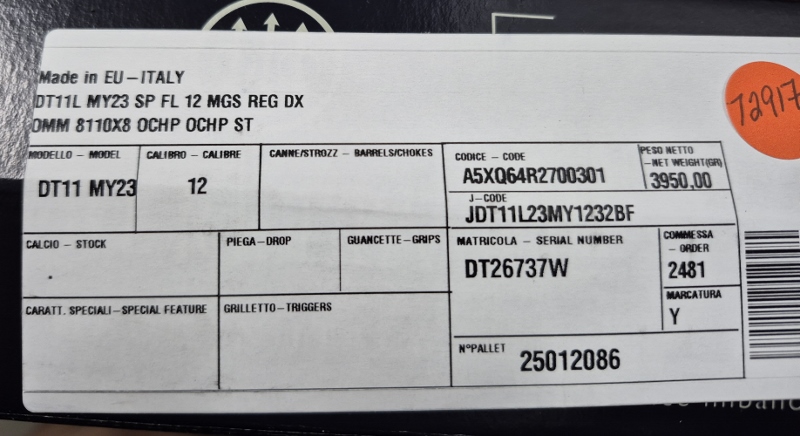 Made in EU-ITALY
DT11L MY23 SP FL 12 MGS REG DX
OMM 8110X8 OCHP OCHP ST
MODELLO - MODEL
DT11 MY23
CALIBRO - CALIBRE
12
CANNE/STROZZ - BARRELS/CHOKES
CODICE - CODE
A5XQ64R2700301
PESO NETTO
-NET WEIGHT(GR)
3950,00
J-CODE
JDT11L23MY1232BF
CALCIO - STOCK
PIEGA-DROP
GUANCETTE-GRIPS
MATRICOLA - SERIAL NUMBER
DT26737W
COMMESSA
- ORDER
2481
MARCATURA
Y
CARATT. SPECIALI-SPECIAL FEATURE
GRILLETTO-TRIGGERS
N°PALLET
25012086
72917